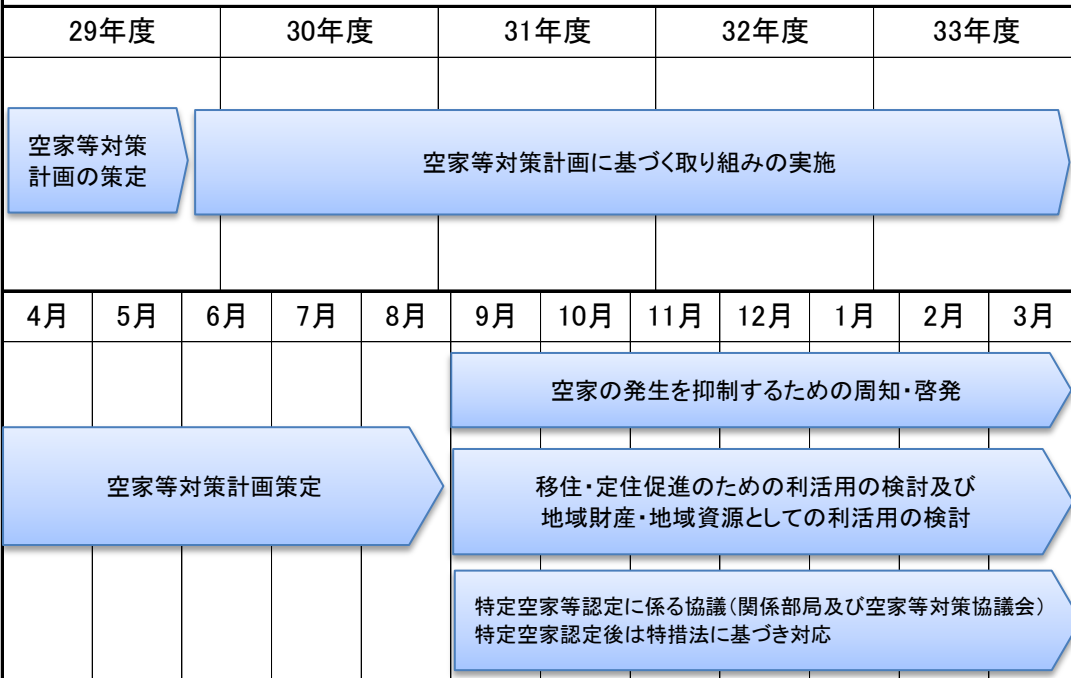 29年度 30年度 31年度 32年度 33年度
空家等対策
計画の策定
空家等対策計画に基づく取り組みの実施
4月 5月 6月 7月 8月 9月 10月 11月 12月 1月 2月 3月
空家の発生を抑制するための周知・啓発
空家等対策計画策定
移住・定住促進のための利活用の検討及び
地域財産・地域資源としての利活用の検討
特定空家等認定に係る協議(関係部局及び空家等対策協議会)
特定空家認定後は特措法に基づき対応